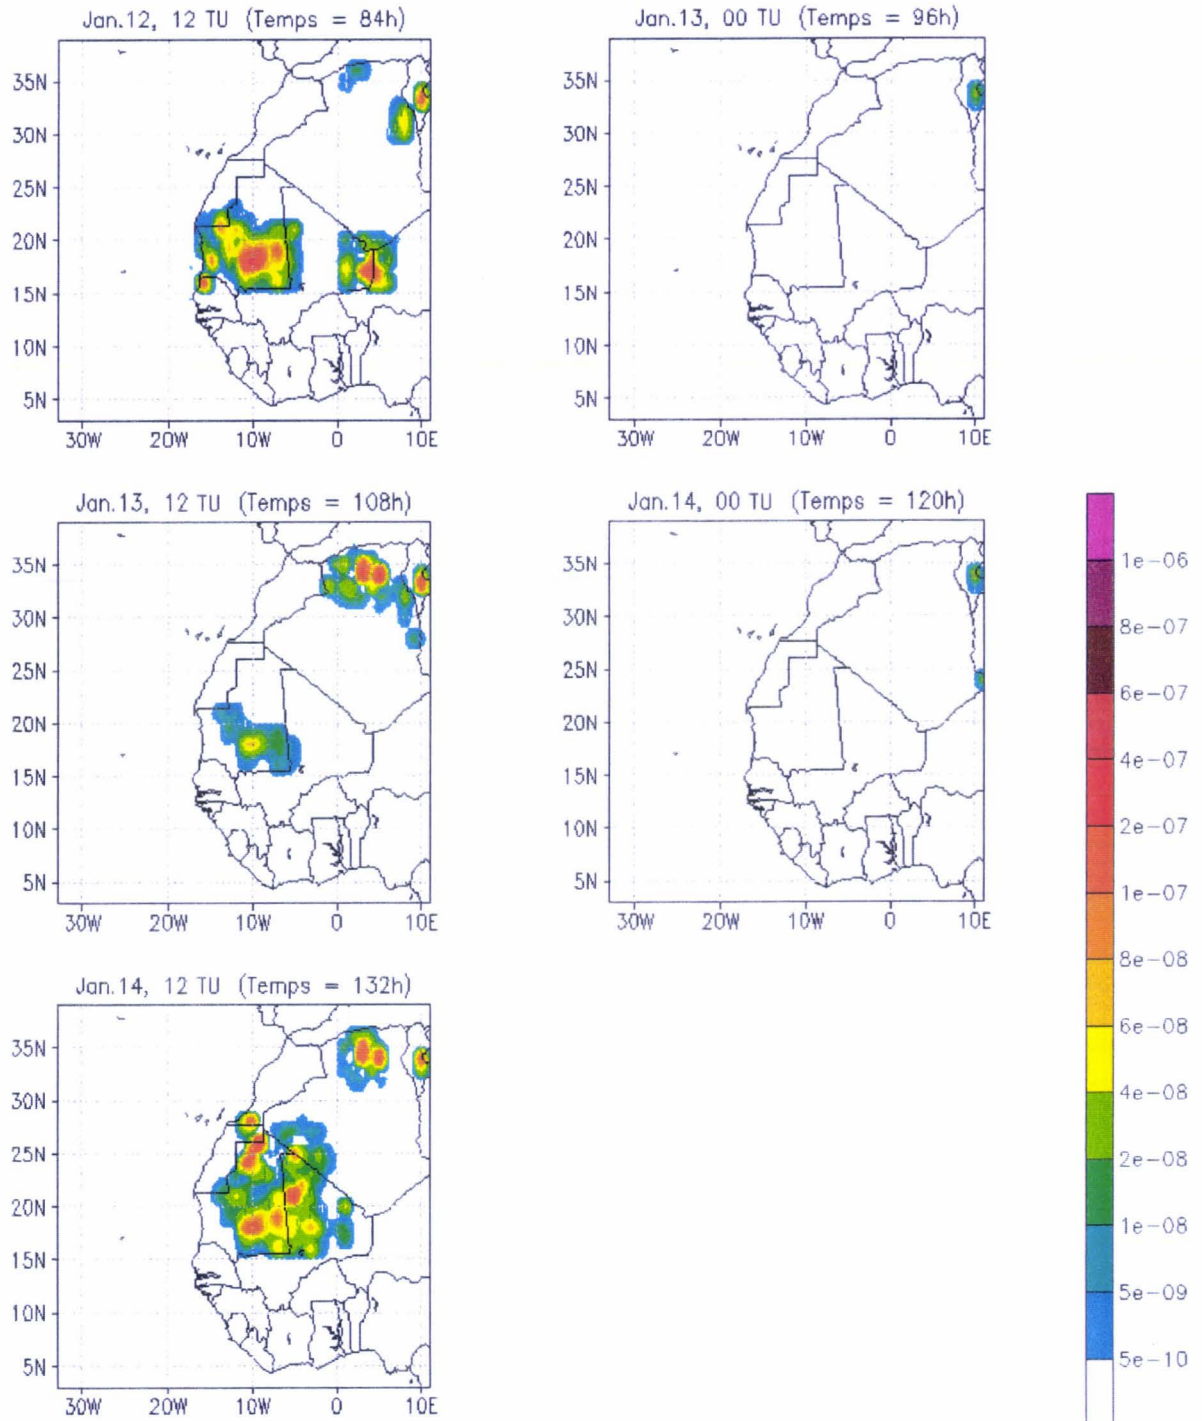 Jan.12, 12 TU (Temps = 84h)
35N
30N
25N
20N
15N
10N
5N
30W 20W 10W 0 10E
Jan.13, 00 TU (Temps = 96h)
35N
30N
25N
20N
15N
10N
5N
30W 20W 10W 0 10E
Jan.13, 12 TU (Temps = 108h)
35N
30N
25N
20N
15N
10N
5N
30W 20W 10W 0 10E
Jan.14, 00 TU (Temps = 120h)
35N
30N
25N
20N
15N
10N
5N
30W 20W 10W 0 10E
Jan.14, 12 TU (Temps = 132h)
35N
30N
25N
20N
15N
10N
5N
30W 20W 10W 0 10E
1e-06
8e-07
6e-07
4e-07
2e-07
1e-07
8e-08
6e-08
4e-08
2e-08
1e-08
5e-09
5e-10